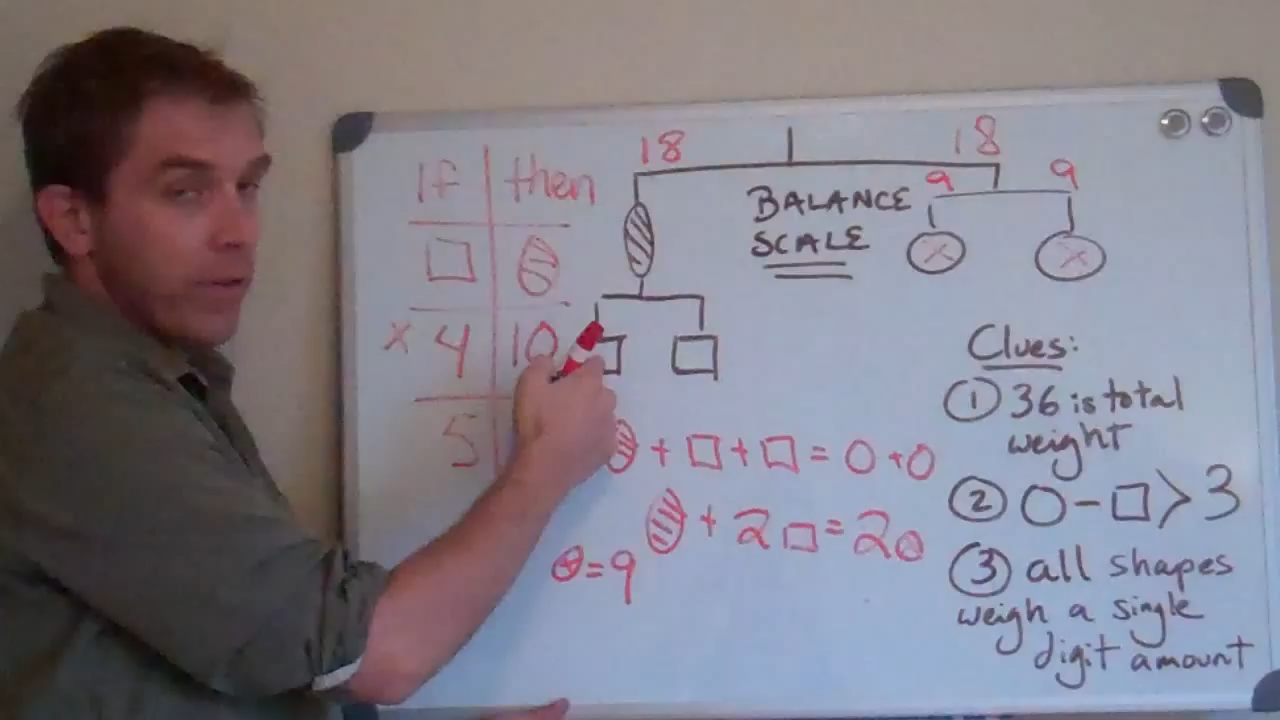 If then
x 4 10
5
18 18
9 9
BALANCE
SCALE
x x
+ + = +
+ 2 = 2
= 9
Clues:
① 36 is total
weight
② - > 3
③ all shapes
weigh a single
digit amount